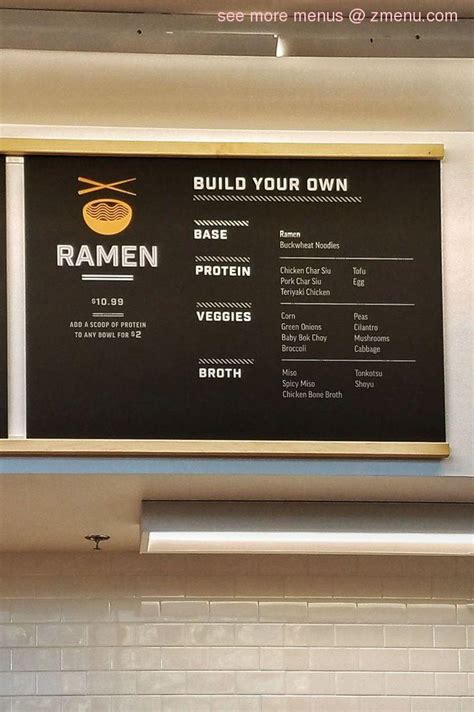 see more menus @ zmenu.com
BUILD YOUR OWN
RAMEN
$10.99
ADD A SCOOP OF PROTEIN
TO ANY BOWL FOR $2
BASE
Ramen
Buckwheat Noodles
PROTEIN
Chicken Char Siu
Pork Char Siu
Teriyaki Chicken
Tofu
Egg
VEGGIES
Corn
Green Onions
Baby Bok Choy
Broccoli
Peas
Cilantro
Mushrooms
Cabbage
BROTH
Miso
Spicy Miso
Chicken Bone Broth
Tonkotsu
Shoyu